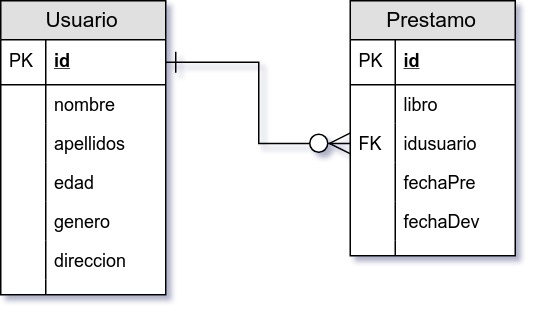 Usuario
PK id
nombre
apellidos
edad
genero
direccion
Prestamo
PK id
libro
FK idusuario
fechaPre
fechaDev